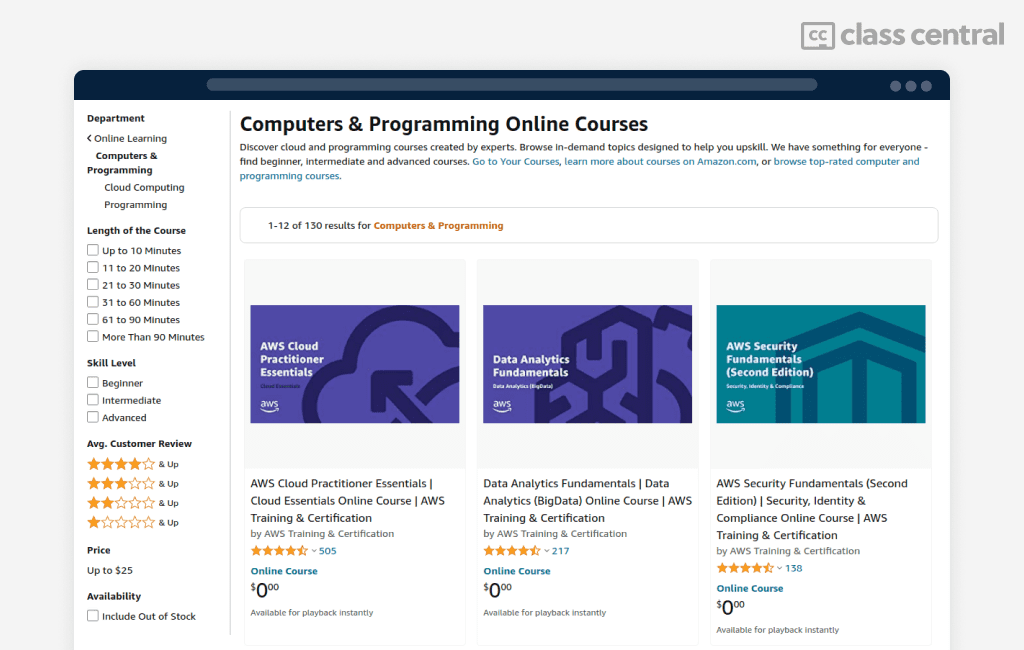 cc class central
Department
Online Learning
Computers &
Programming
Cloud Computing
Programming
Length of the Course
Up to 10 Minutes
11 to 20 Minutes
21 to 30 Minutes
31 to 60 Minutes
61 to 90 Minutes
More Than 90 Minutes
Skill Level
Beginner
Intermediate
Advanced
Avg. Customer Review
& Up
& Up
& Up
& Up
Price
Up to $25
Availability
Include Out of Stock
Computers & Programming Online Courses
Discover cloud and programming courses created by experts. Browse in-demand topics designed to help you upskill. We have something for everyone -
find beginner, intermediate and advanced courses. Go to Your Courses, learn more about courses on Amazon.com, or browse top-rated computer and
programming courses.
1-12 of 130 results for Computers & Programming
AWS Cloud
Practitioner
Essentials
Cloud Essentials
aws
AWS Cloud Practitioner Essentials |
Cloud Essentials Online Course | AWS
Training & Certification
by AWS Training & Certification
505
Online Course
$000
Available for playback instantly
Data Analytics
Fundamentals
Data Analytics (BigData)
aws
Data Analytics Fundamentals | Data
Analytics (BigData) Online Course | AWS
Training & Certification
by AWS Training & Certification
217
Online Course
$000
Available for playback instantly
AWS Security
Fundamentals
(Second Edition)
Security, Identity & Compliance
aws
AWS Security Fundamentals (Second
Edition) | Security, Identity &
Compliance Online Course | AWS
Training & Certification
by AWS Training & Certification
138
Online Course
$000
Available for playback instantly